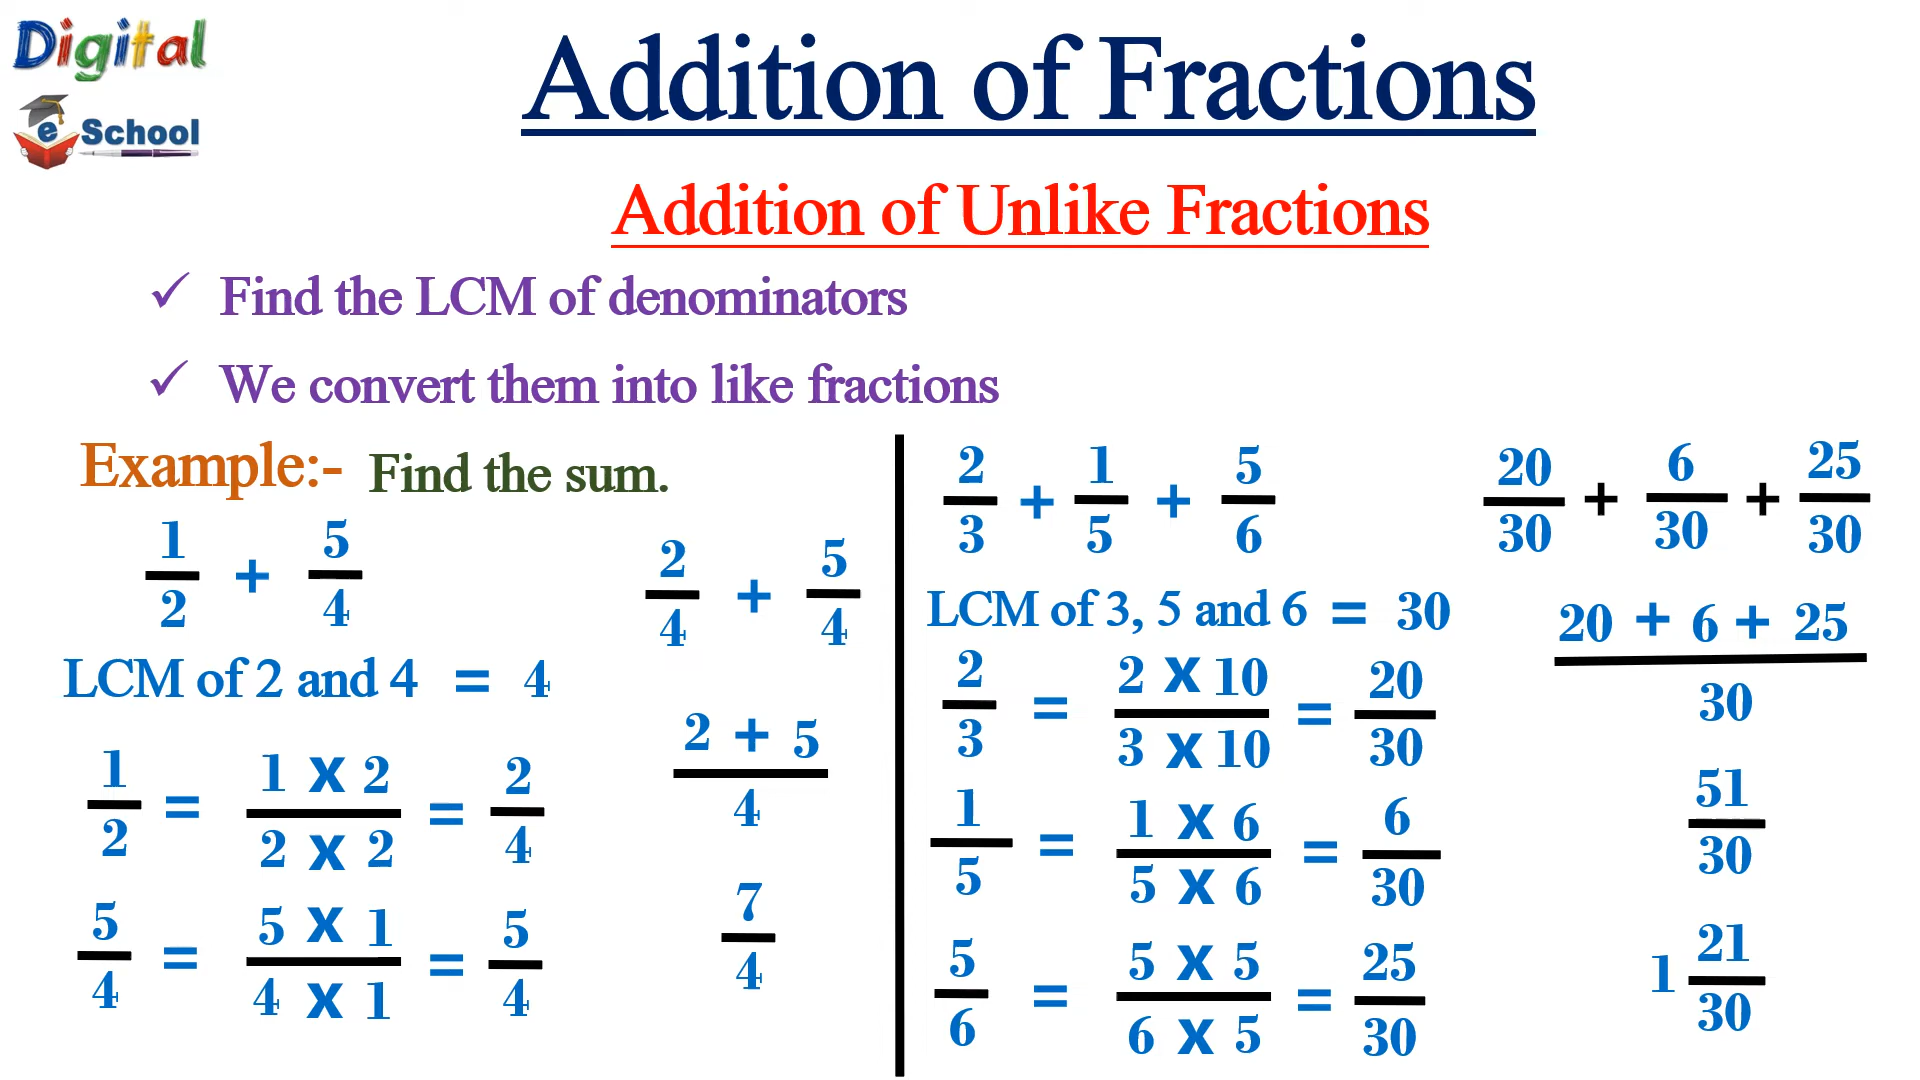 Digital
e School
Addition of Fractions
Addition of Unlike Fractions
✓ Find the LCM of denominators
✓ We convert them into like fractions
Example:- Find the sum.
1/2 + 5/4
LCM of 2 and 4 = 4
1/2 = 1 x 2 / 2 x 2 = 2/4
5/4 = 5 x 1 / 4 x 1 = 5/4
2/4 + 5/4
2 + 5 / 4
7/4
2/3 + 1/5 + 5/6
LCM of 3, 5 and 6 = 30
2/3 = 2 x 10 / 3 x 10 = 20/30
1/5 = 1 x 6 / 5 x 6 = 6/30
5/6 = 5 x 5 / 6 x 5 = 25/30
20/30 + 6/30 + 25/30
20 + 6 + 25 / 30
51/30
1 21/30